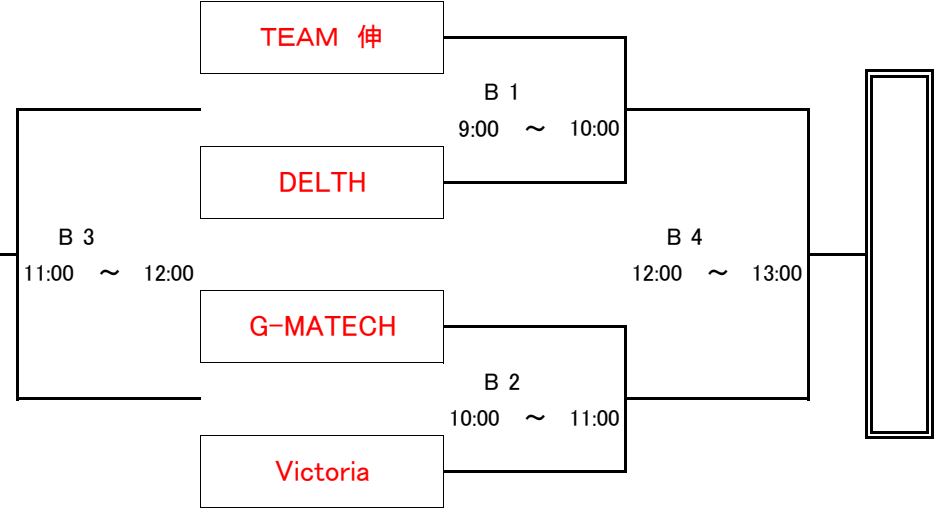 TEAM　伸
B 1
9:00　～　10:00
DELTH
B 3
11:00　～　12:00
B 4
12:00　～　13:00
G-MATECH
B 2
10:00　～　11:00
Victoria